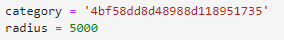 category = '4bf58dd8d48988d118951735'
radius = 5000